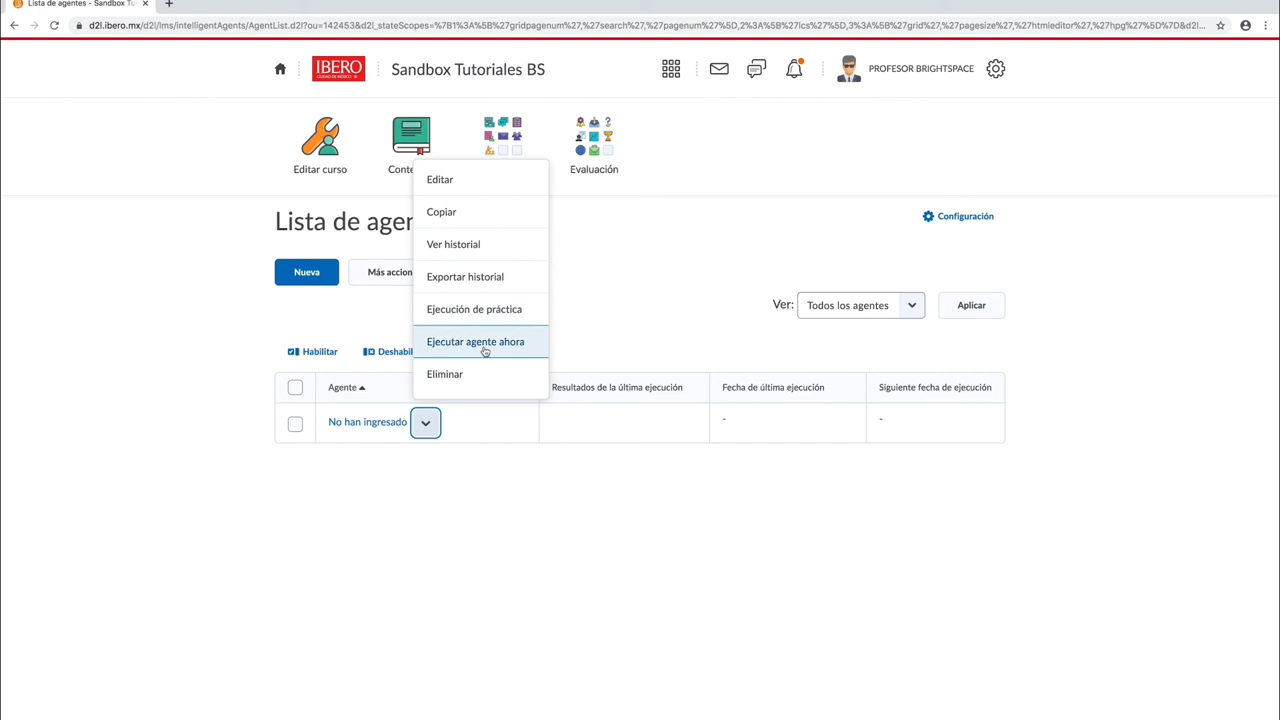 Lista de agentes - Sandbox Tu
d2l.ibero.mx/d2l/lms/intelligentAgents/AgentList.d2l?ou=142453&d2l_stateScopes=%7B1%3A%5B%27gridpagenum%27,%27search%27,%27pagenum%27%5D,2%3A%5B%27lcs%27%5D,3%3A%5B%27grid%27,%27pagesize%27,%27htmleditor%27,%27hpg%27%5D%7D&d2l...
IBERO
CIUDAD DE MÉXICO
Sandbox Tutoriales BS
PROFESOR BRIGHTSPACE
Editar curso
Conte
Evaluación
Editar
Copiar
Ver historial
Exportar historial
Ejecución de práctica
Ejecutar agente ahora
Eliminar
Lista de agen
Configuración
Nueva
Más accion
Ver:
Todos los agentes
Aplicar
Habilitar
Deshabil
Agente
Resultados de la última ejecución
Fecha de última ejecución
Siguiente fecha de ejecución
No han ingresado
-
-